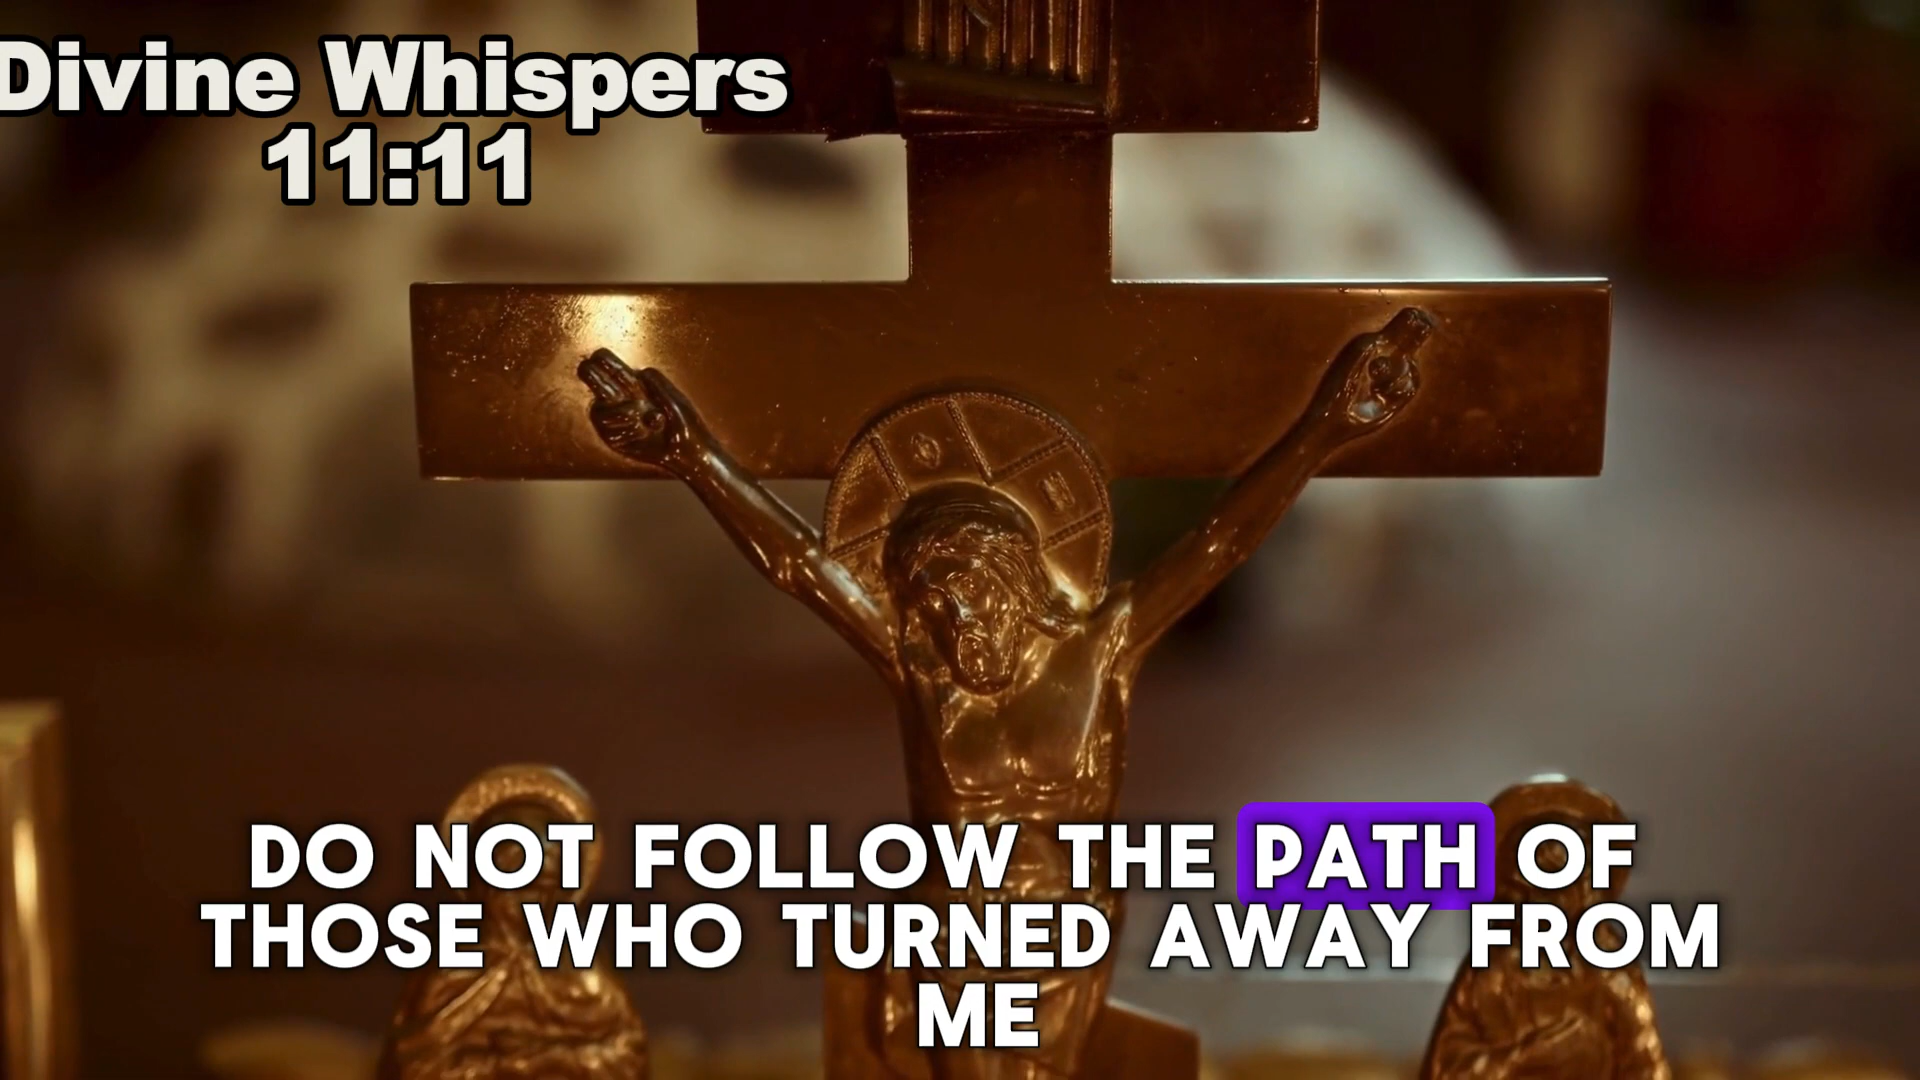 Divine Whispers
11:11
DO NOT FOLLOW THE PATH OF
THOSE WHO TURNED AWAY FROM
ME